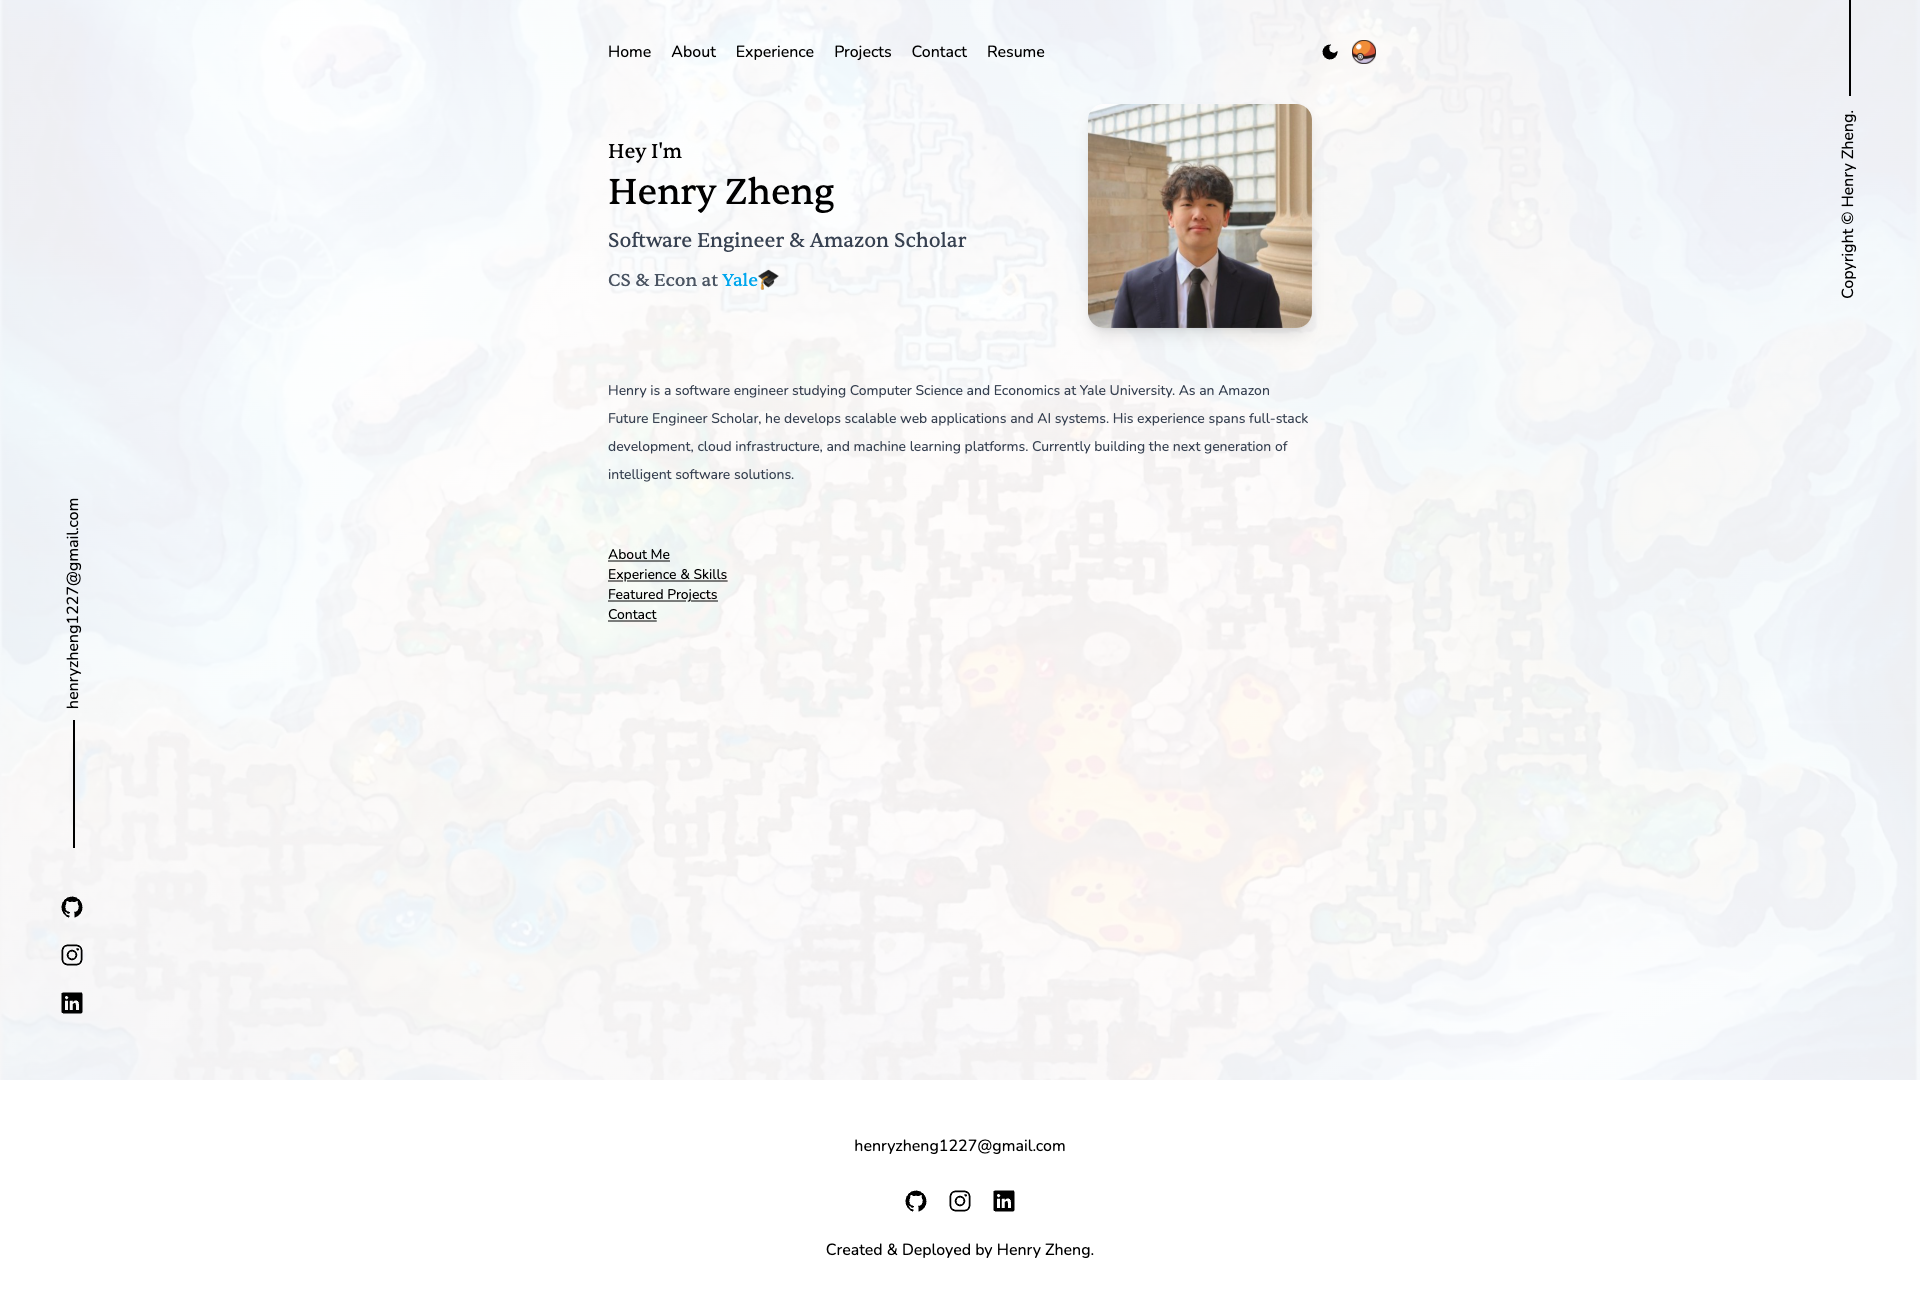 Home About Experience Projects Contact Resume
Hey I'm
Henry Zheng
Software Engineer & Amazon Scholar
CS & Econ at Yale🎓
Henry is a software engineer studying Computer Science and Economics at Yale University. As an Amazon
Future Engineer Scholar, he develops scalable web applications and AI systems. His experience spans full-stack
development, cloud infrastructure, and machine learning platforms. Currently building the next generation of
intelligent software solutions.
About Me
Experience & Skills
Featured Projects
Contact
henryzheng1227@gmail.com
Copyright © Henry Zheng.
henryzheng1227@gmail.com
Created & Deployed by Henry Zheng.